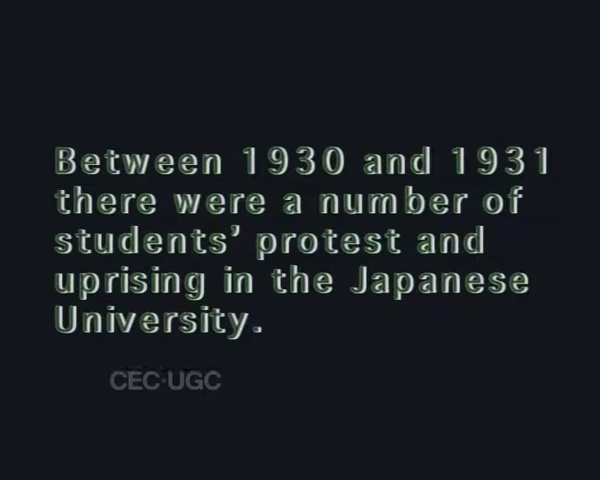 Between 1930 and 1931
there were a number of
students' protest and
uprising in the Japanese
University.
CEC-UGC